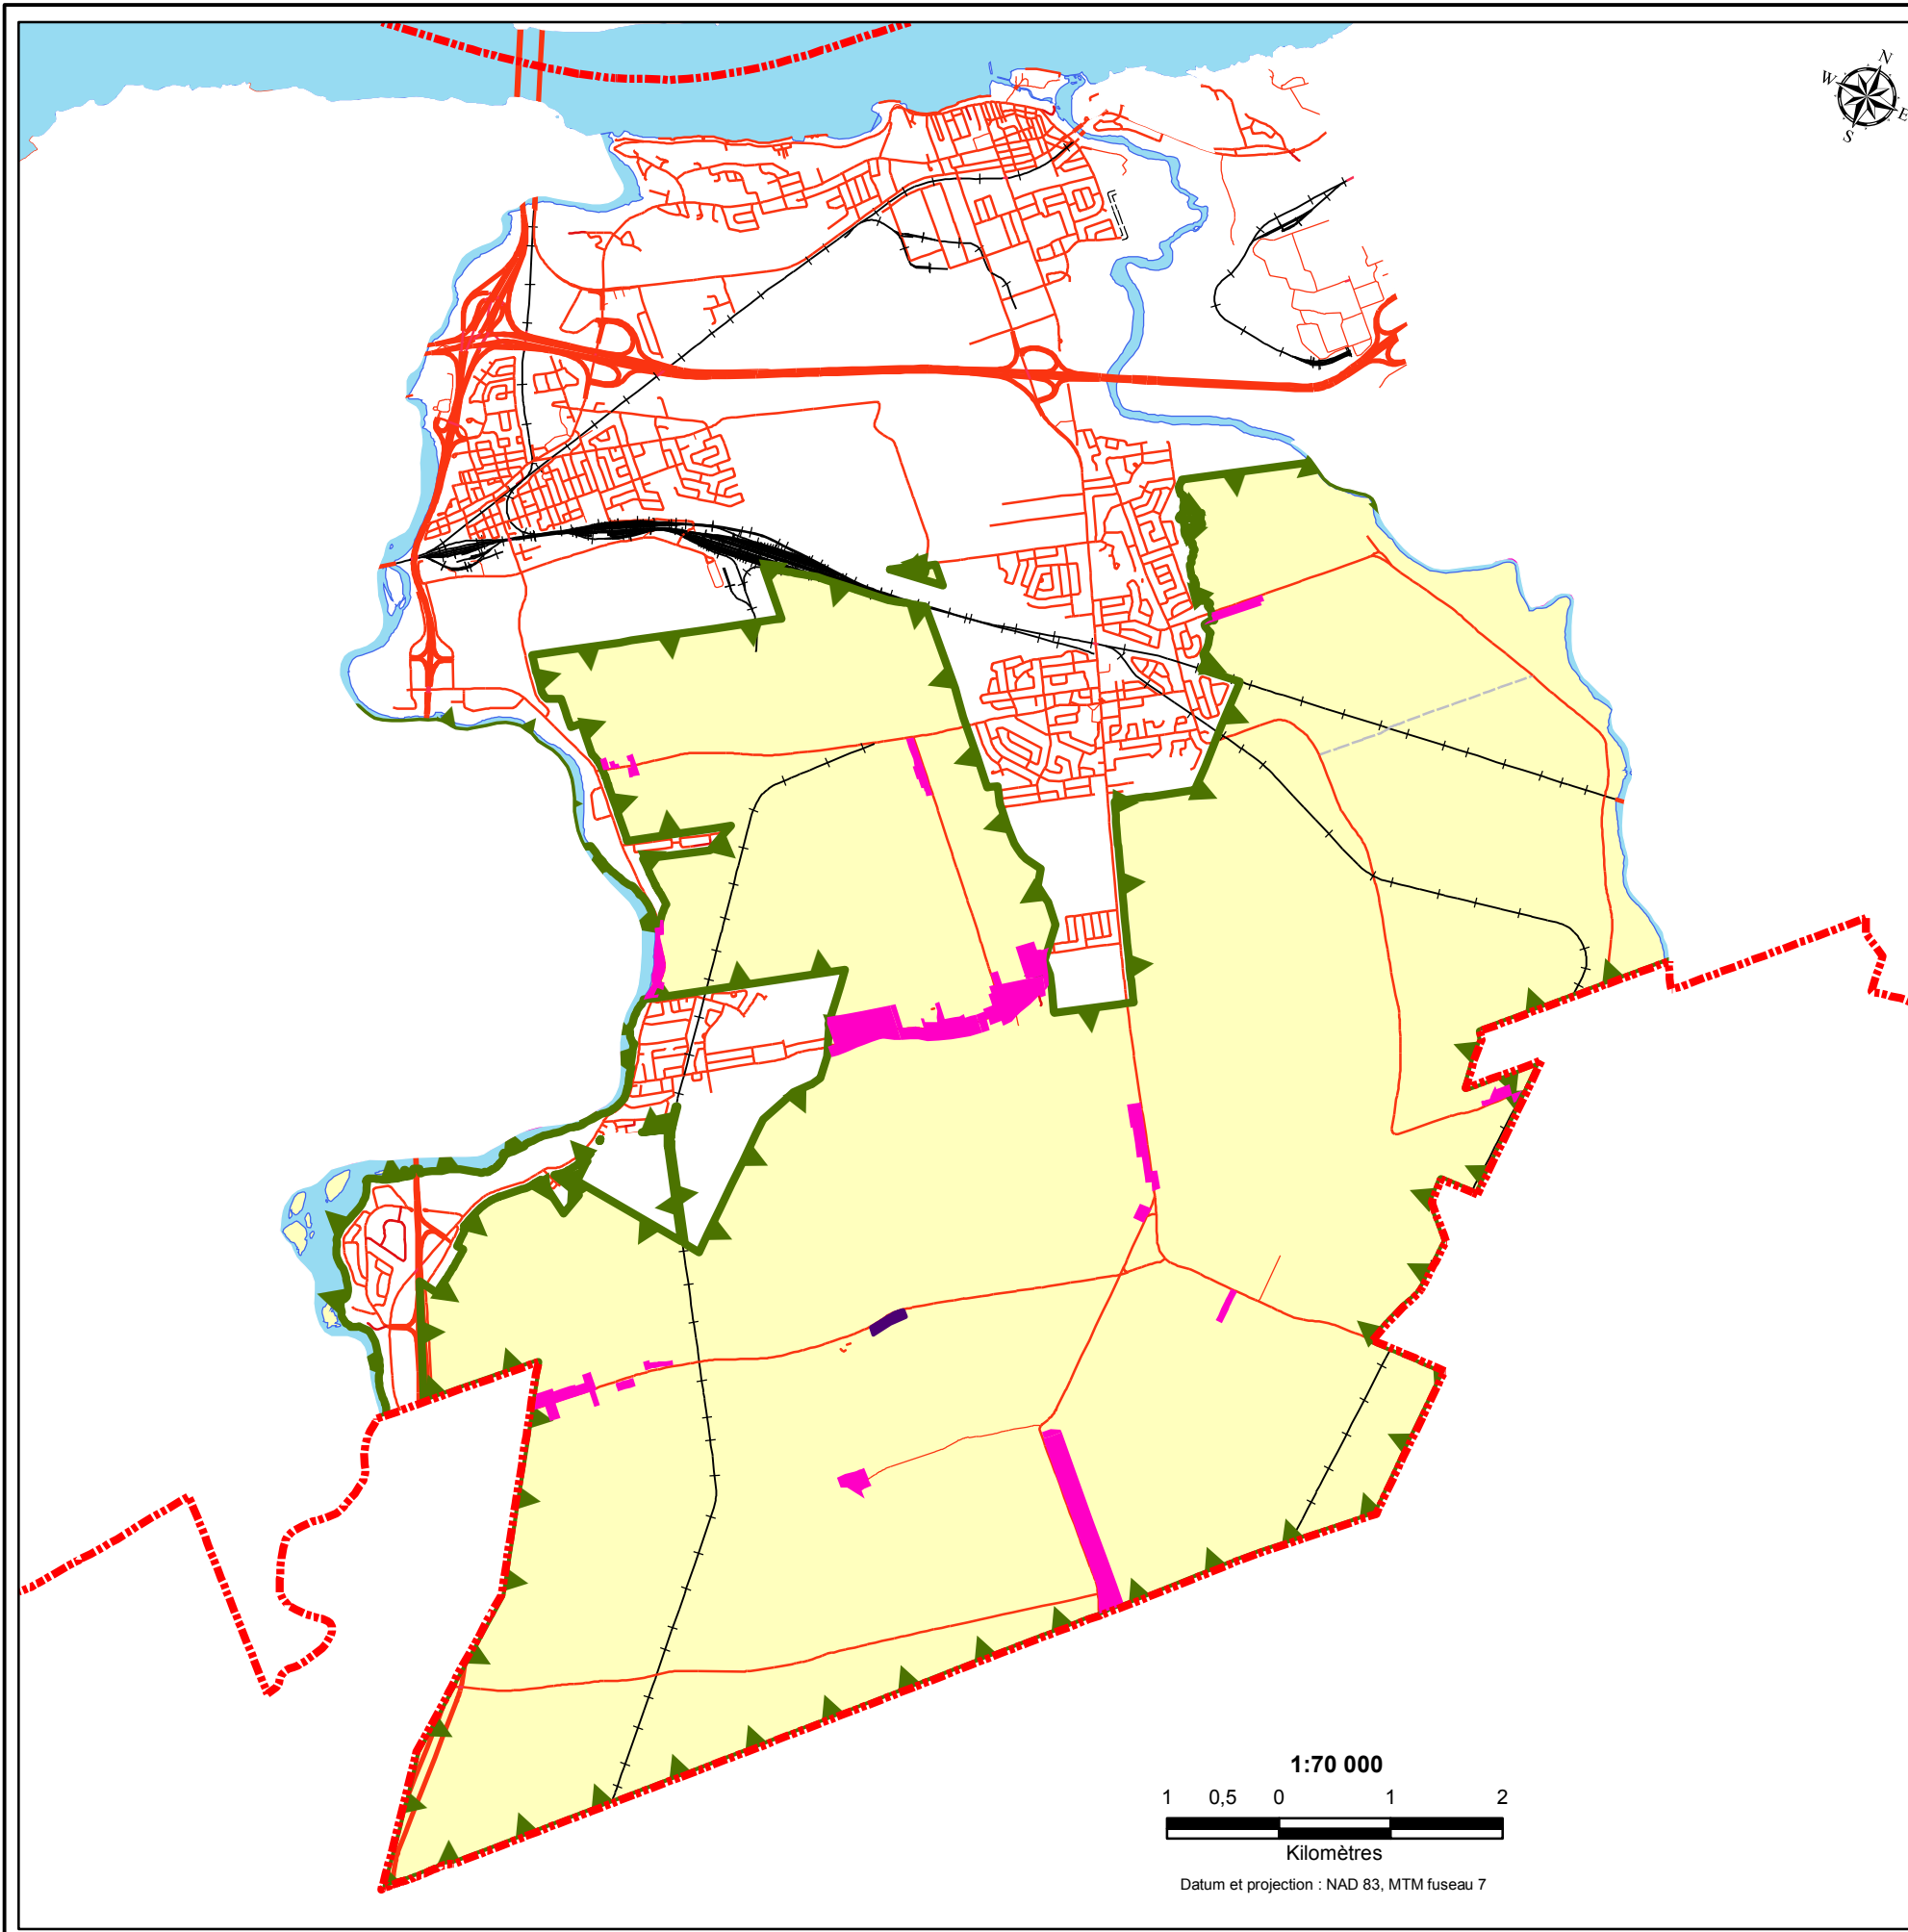 N
W
E
S
1:70 000
1 0,5 0 1 2
Kilomètres
Datum et projection : NAD 83, MTM fuseau 7